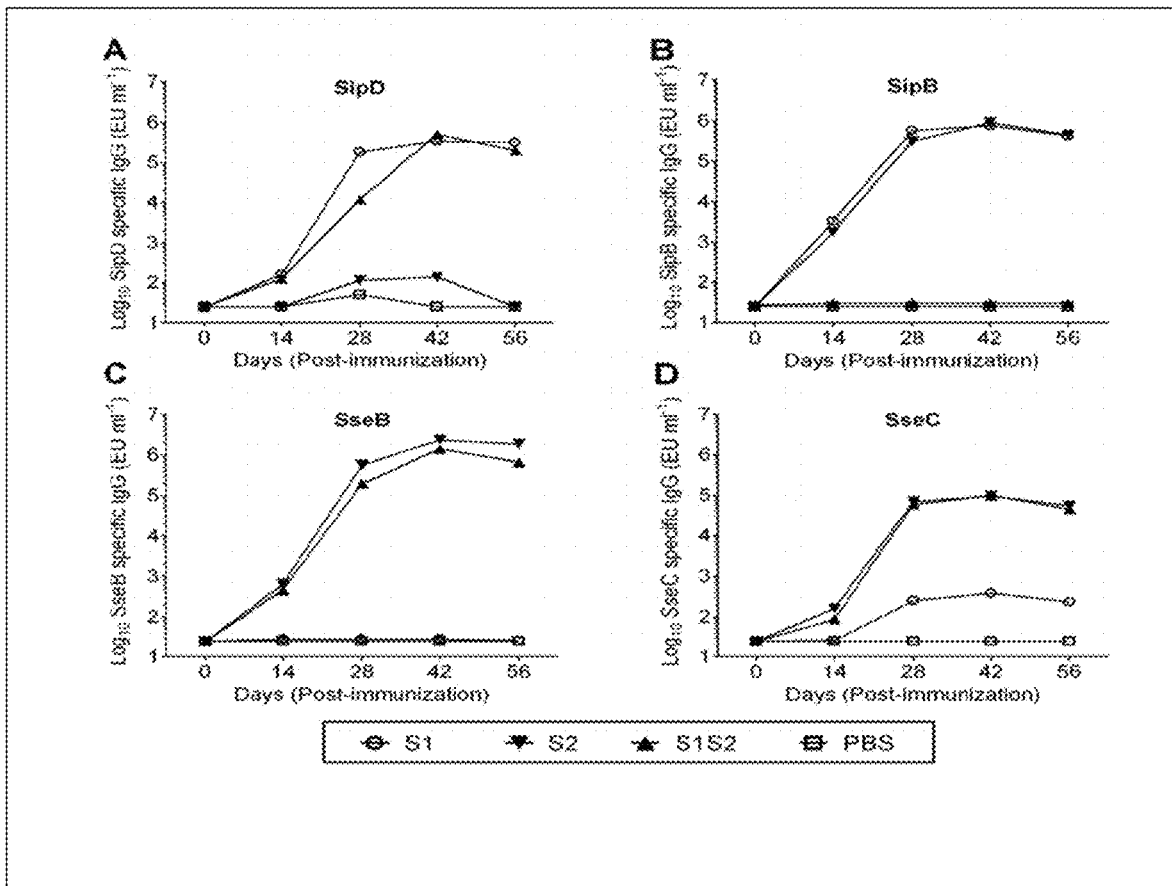 A
SipD
Log₁₀ SipD specific IgG (EU ml⁻¹)
7
6
5
4
3
2
1
0 14 28 42 56
Days (Post-immunization)
B
SipB
Log₁₀ SipB specific IgG (EU ml⁻¹)
7
6
5
4
3
2
1
0 14 28 42 56
Days (Post-immunization)
C
SseB
Log₁₀ SseB specific IgG (EU ml⁻¹)
7
6
5
4
3
2
1
0 14 28 42 56
Days (Post-immunization)
D
SseC
Log₁₀ SseC specific IgG (EU ml⁻¹)
7
6
5
4
3
2
1
0 14 28 42 56
Days (Post-immunization)
S1 S2 S1S2 PBS